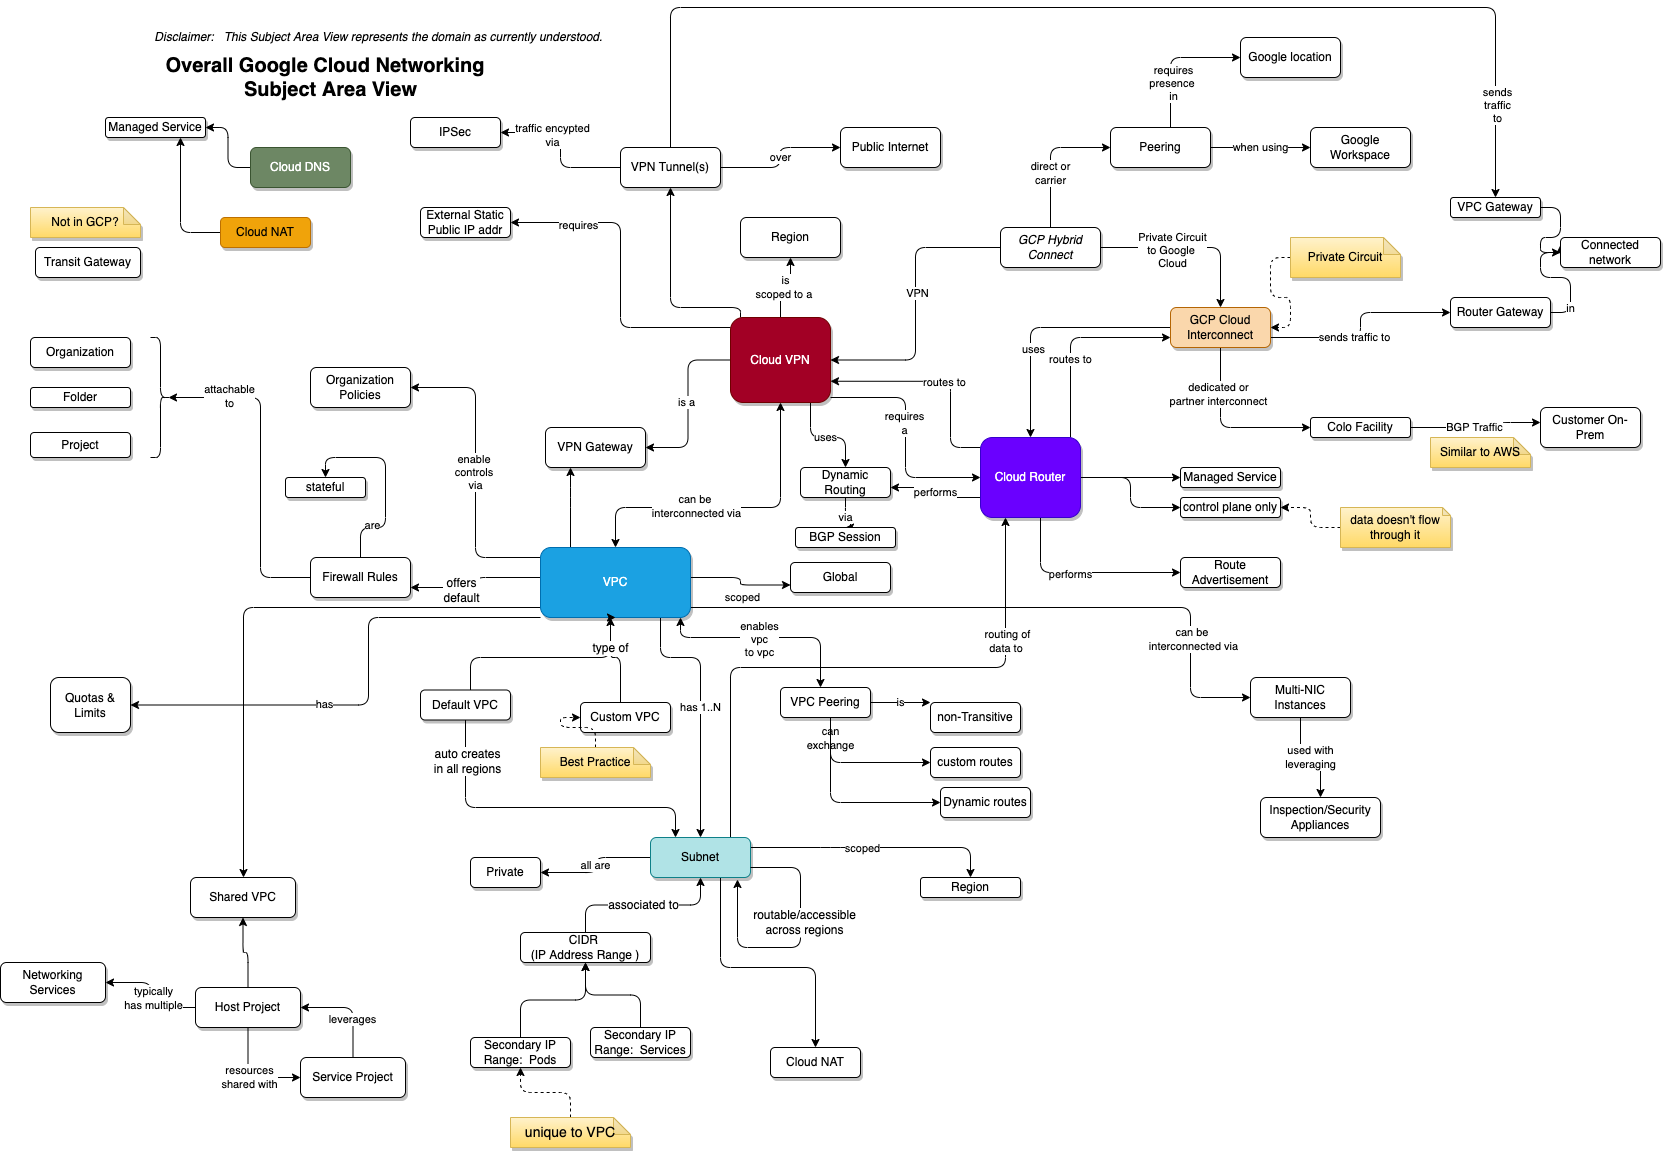 Disclaimer: This Subject Area View represents the domain as currently understood.
Overall Google Cloud Networking
Subject Area View
Managed Service
Cloud DNS
Cloud NAT
Not in GCP?
Transit Gateway
IPSec
traffic encypted
via
VPN Tunnel(s)
over
Public Internet
External Static
Public IP addr
requires
Region
is
scoped to a
Google location
requires
presence
in
Peering
when using
Google
Workspace
direct or
carrier
GCP Hybrid
Connect
Private Circuit
to Google
Cloud
VPN
sends
traffic
to
VPC Gateway
Connected
network
Private Circuit
GCP Cloud
Interconnect
sends traffic to
Router Gateway
in
uses
routes to
dedicated or
partner interconnect
Colo Facility
BGP Traffic
Customer On-
Prem
Similar to AWS
Organization
Folder
Project
attachable
to
Organization
Policies
enable
controls
via
stateful
are
Firewall Rules
offers
default
Cloud VPN
is a
VPN Gateway
routes to
requires
a
uses
Dynamic
Routing
performs
via
BGP Session
can be
interconnected via
Cloud Router
Managed Service
control plane only
data doesn't flow
through it
performs
Route
Advertisement
VPC
scoped
Global
type of
enables
vpc
to vpc
routing of
data to
can be
interconnected via
Quotas &
Limits
has
Default VPC
Custom VPC
Best Practice
auto creates
in all regions
has 1..N
VPC Peering
is
non-Transitive
can
exchange
custom routes
Dynamic routes
Multi-NIC
Instances
used with
leveraging
Inspection/Security
Appliances
Subnet
scoped
Region
all are
Private
routable/accessible
across regions
associated to
CIDR
(IP Address Range )
Secondary IP
Range: Pods
Secondary IP
Range: Services
unique to VPC
Cloud NAT
Shared VPC
Networking
Services
typically
has multiple
Host Project
leverages
resources
shared with
Service Project